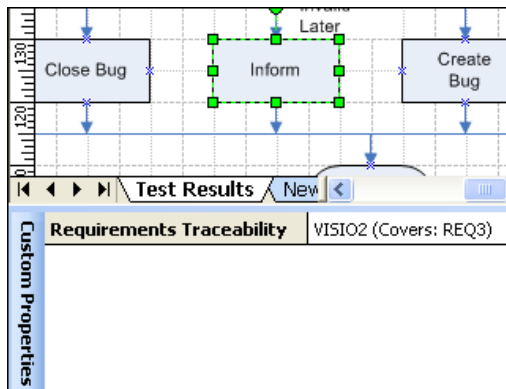 Later
130
Close Bug
Inform
Create
Bug
120
Test Results
New
Custom Properties
Requirements Traceability
VISIO2 (Covers: REQ3)